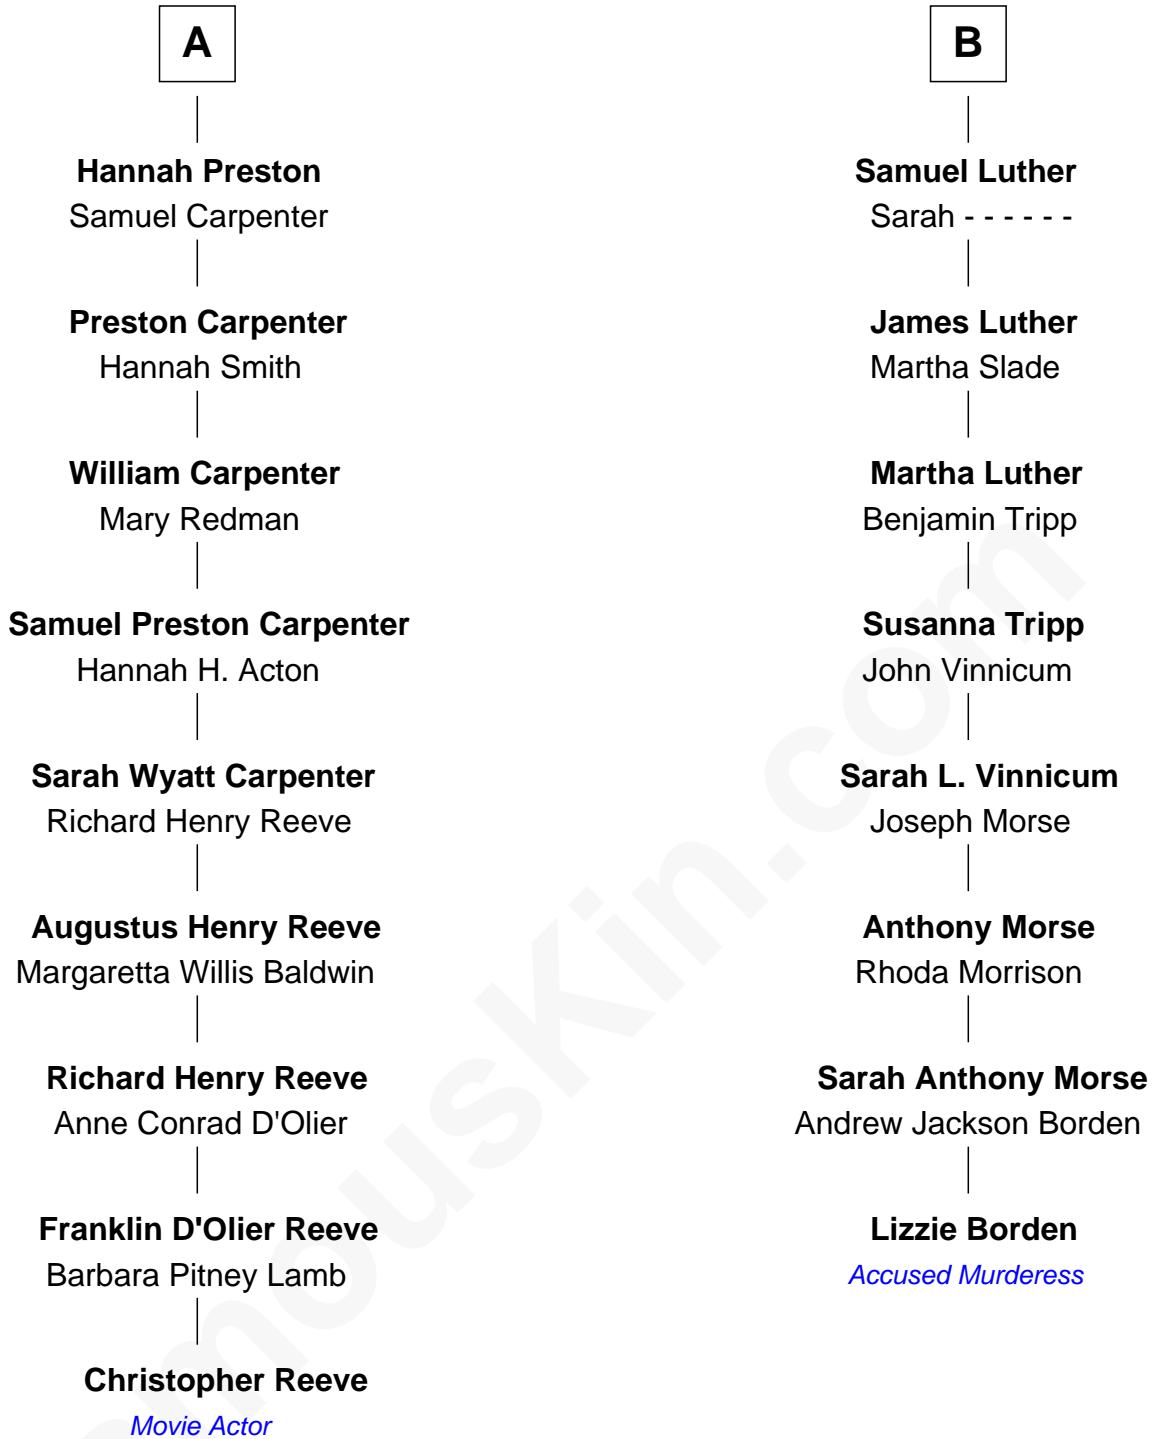 A
Hannah Preston
Samuel Carpenter
Preston Carpenter
Hannah Smith
William Carpenter
Mary Redman
Samuel Preston Carpenter
Hannah H. Acton
Sarah Wyatt Carpenter
Richard Henry Reeve
Augustus Henry Reeve
Margaretta Willis Baldwin
Richard Henry Reeve
Anne Conrad D'Olier
Franklin D'Olier Reeve
Barbara Pitney Lamb
Christopher Reeve
Movie Actor
B
Samuel Luther
Sarah - - - - - -
James Luther
Martha Slade
Martha Luther
Benjamin Tripp
Susanna Tripp
John Vinnicum
Sarah L. Vinnicum
Joseph Morse
Anthony Morse
Rhoda Morrison
Sarah Anthony Morse
Andrew Jackson Borden
Lizzie Borden
Accused Murderess
mouskin.com